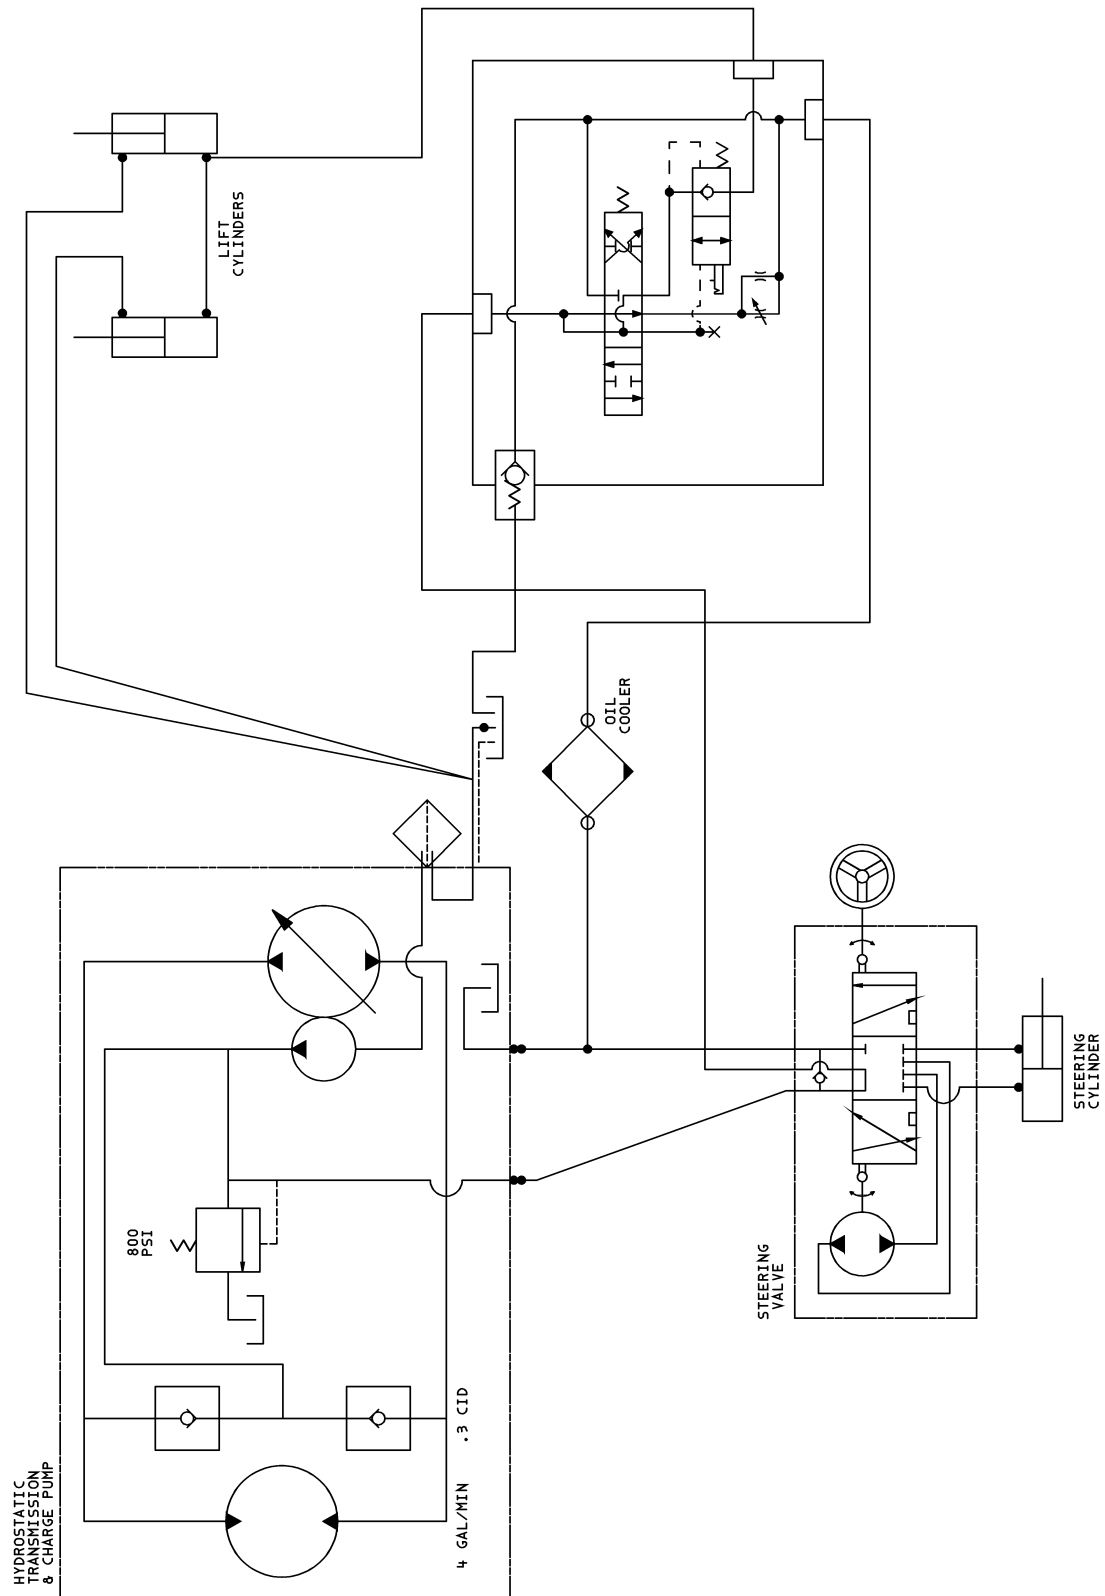 LIFT
CYLINDERS
OIL
COOLER
STEERING
CYLINDER
800
PSI
STEERING
VALVE
HYDROSTATIC
TRANSMISSION
& CHARGE PUMP
4 GAL/MIN .3 CID